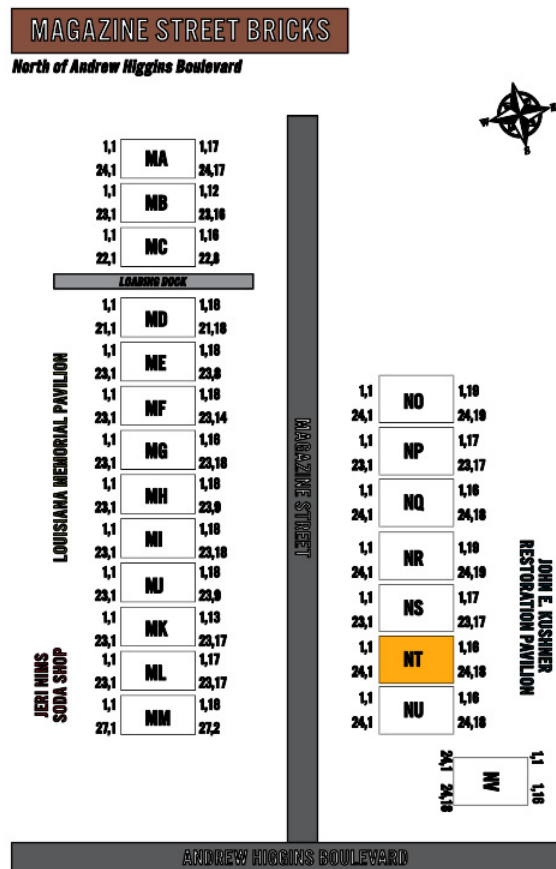 MAGAZINE STREET BRICKS
North of Andrew Higgins Boulevard
N
W
E
S
1,1 MA 1,17
24,1 24,17
1,1 MB 1,12
23,1 23,16
1,1 MC 1,16
22,1 22,8
LOADING DOCK
1,1 MD 1,18
21,1 21,18
1,1 ME 1,18
23,1 23,8
1,1 MF 1,18
23,1 23,14
1,1 MG 1,16
23,1 23,18
1,1 MH 1,18
23,1 23,9
1,1 MI 1,18
23,1 23,18
1,1 MJ 1,18
23,1 23,9
1,1 MK 1,13
23,1 23,17
1,1 ML 1,17
23,1 23,17
1,1 MM 1,18
27,1 27,2
LOUISIANA MEMORIAL PAVILION
JERI NIMS
SODA SHOP
MAGAZINE STREET
1,1 NO 1,19
24,1 24,19
1,1 NP 1,17
23,1 23,17
1,1 NQ 1,16
24,1 24,18
1,1 NR 1,19
24,1 24,19
1,1 NS 1,17
23,1 23,17
1,1 NT 1,16
24,1 24,18
1,1 NU 1,16
24,1 24,18
JOHN E. KUSHNER
RESTORATION PAVILION
24,1 1,1
NV
24,18 1,16
ANDREW HIGGINS BOULEVARD